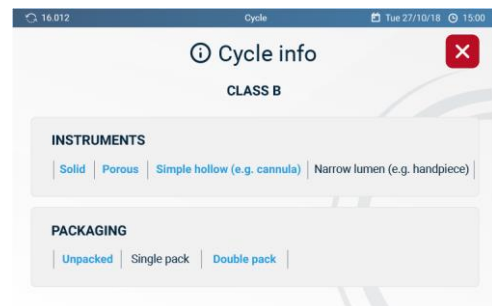 16.012 Cycle Tue 27/10/18 15:00
Cycle info
CLASS B
INSTRUMENTS
Solid Porous Simple hollow (e.g. cannula) Narrow lumen (e.g. handpiece)
PACKAGING
Unpacked Single pack Double pack